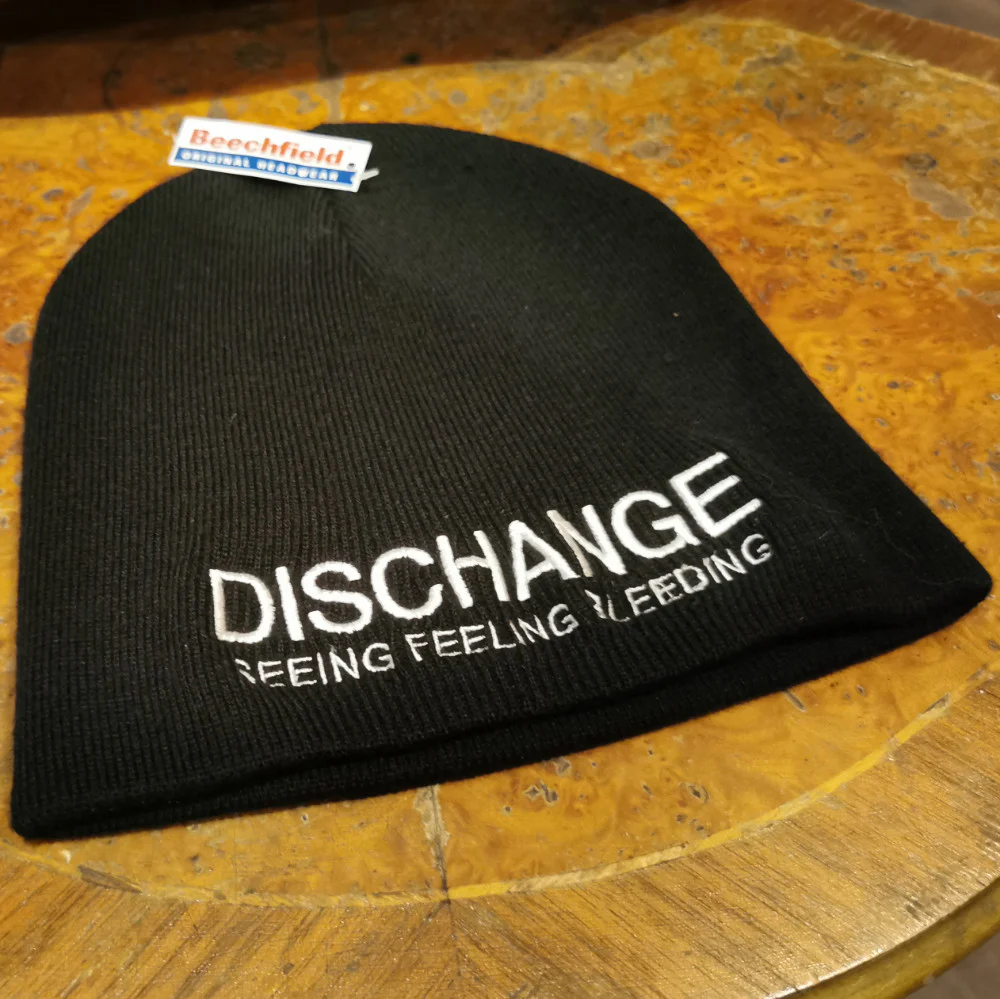 Beechfield
ORIGINAL HEADWEAR
DISCHANGE
SEEING FEELING BLEEDING